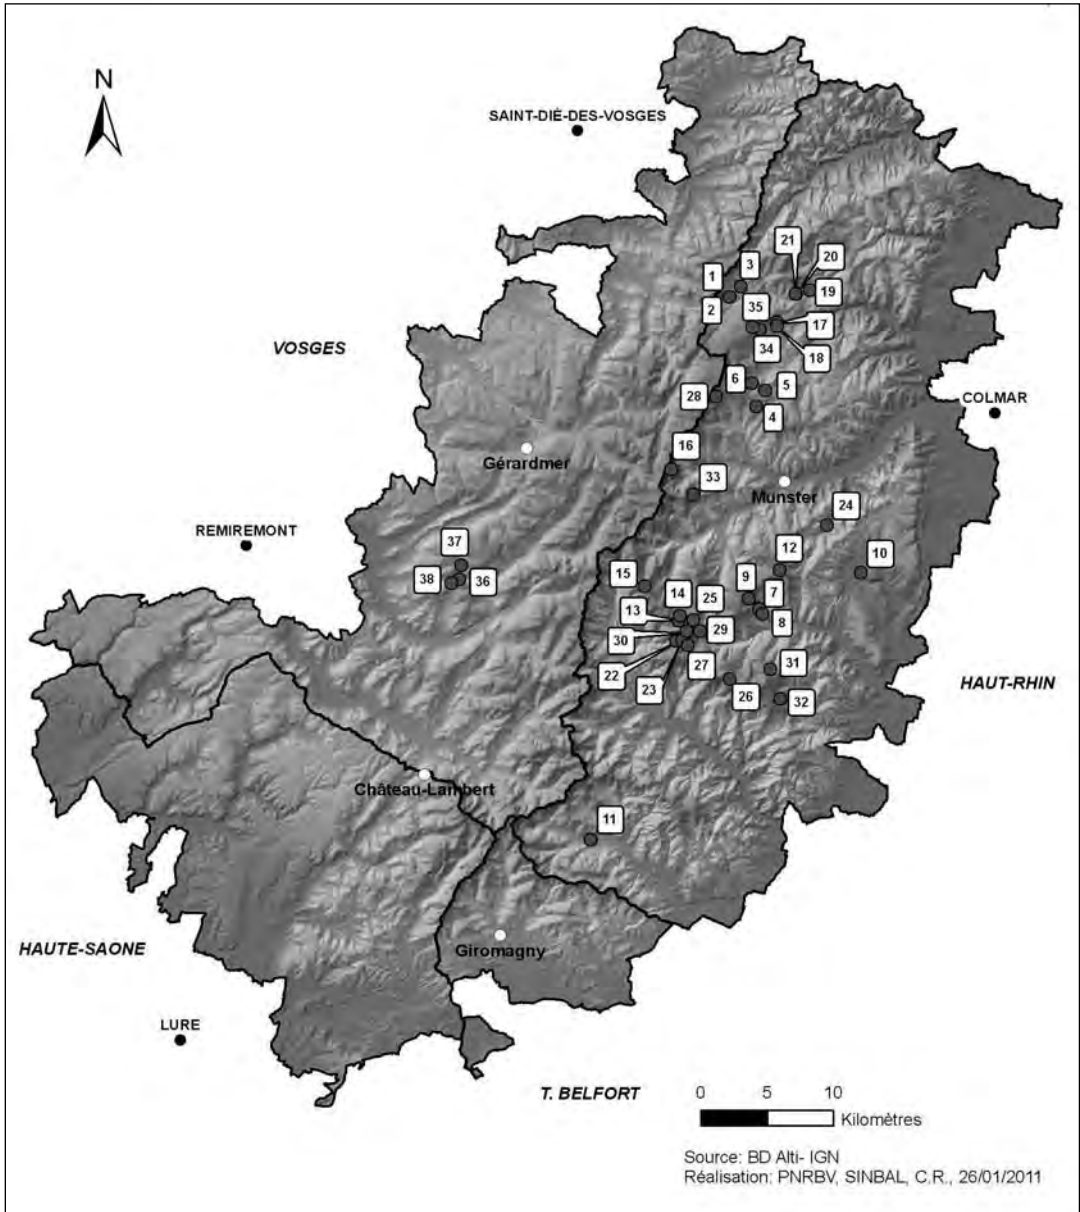 N
SAINT-DIÉ-DES-VOSGES
21
20
3
1
19
2
35
17
VOSGES
34
18
6
5
28
COLMAR
4
16
Gérardmer
33
Munster
24
REMIREMONT
37
12
10
38
36
15
9
7
14
25
13
8
29
30
31
22
27
HAUT-RHIN
23
26
32
Château-Lambert
11
HAUTE-SAONE
Giromagny
LURE
T. BELFORT
0 5 10
Kilomètres
Source: BD Alti- IGN
Réalisation: PNRBV, SINBAL, C.R., 26/01/2011